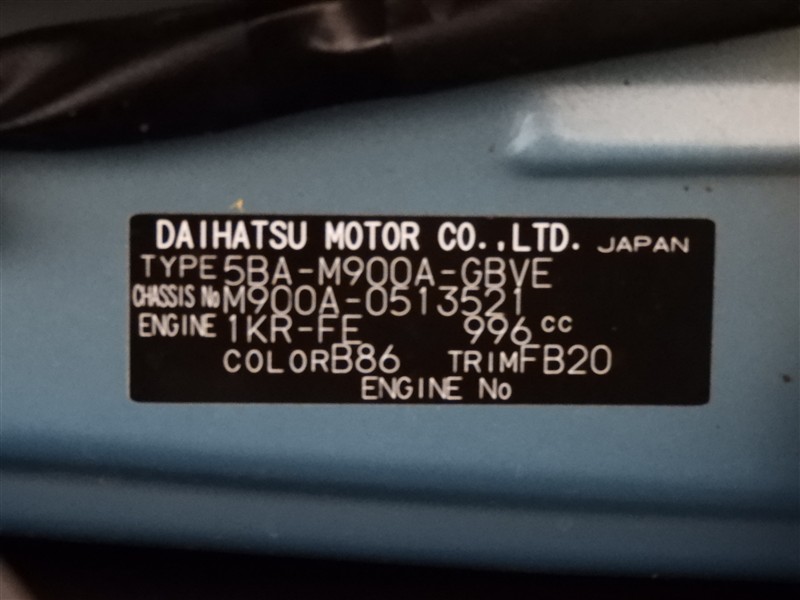 DAIHATSU MOTOR CO.,LTD. JAPAN
TYPE 5BA-M900A-GBVE
CHASSIS No M900A-0513521
ENGINE 1KR-FE 996 cc
COLOR B86 TRIM FB20
ENGINE No